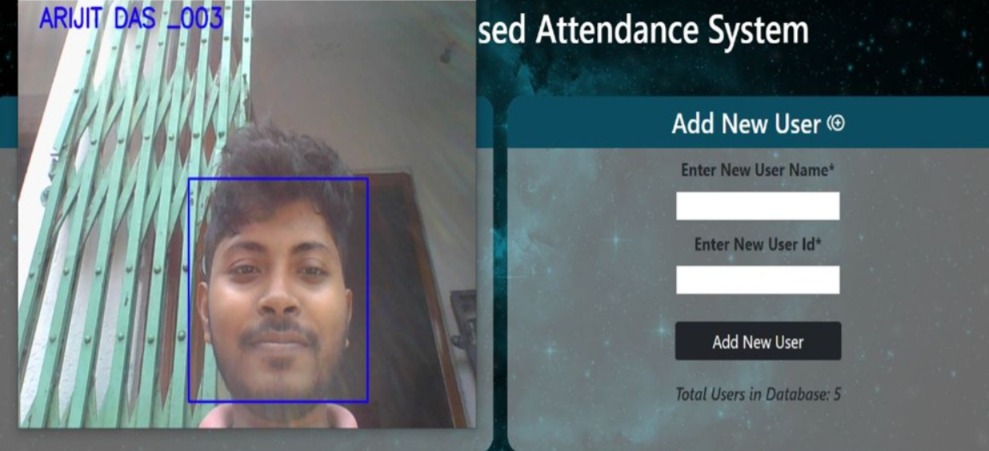 ARIJIT DAS _003
sed Attendance System
Add New User
Enter New User Name*
Enter New User Id*
Add New User
Total Users in Database: 5